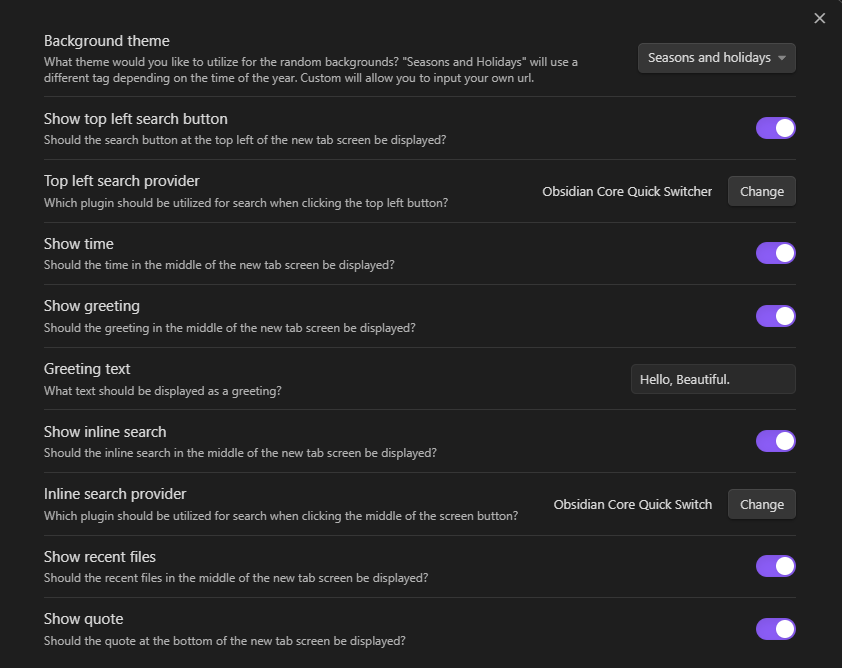 Background theme
What theme would you like to utilize for the random backgrounds? "Seasons and Holidays" will use a
different tag depending on the time of the year. Custom will allow you to input your own url.
Seasons and holidays
Show top left search button
Should the search button at the top left of the new tab screen be displayed?
Top left search provider
Which plugin should be utilized for search when clicking the top left button?
Obsidian Core Quick Switcher
Change
Show time
Should the time in the middle of the new tab screen be displayed?
Show greeting
Should the greeting in the middle of the new tab screen be displayed?
Greeting text
What text should be displayed as a greeting?
Hello, Beautiful.
Show inline search
Should the inline search in the middle of the new tab screen be displayed?
Inline search provider
Which plugin should be utilized for search when clicking the middle of the screen button?
Obsidian Core Quick Switch
Change
Show recent files
Should the recent files in the middle of the new tab screen be displayed?
Show quote
Should the quote at the bottom of the new tab screen be displayed?